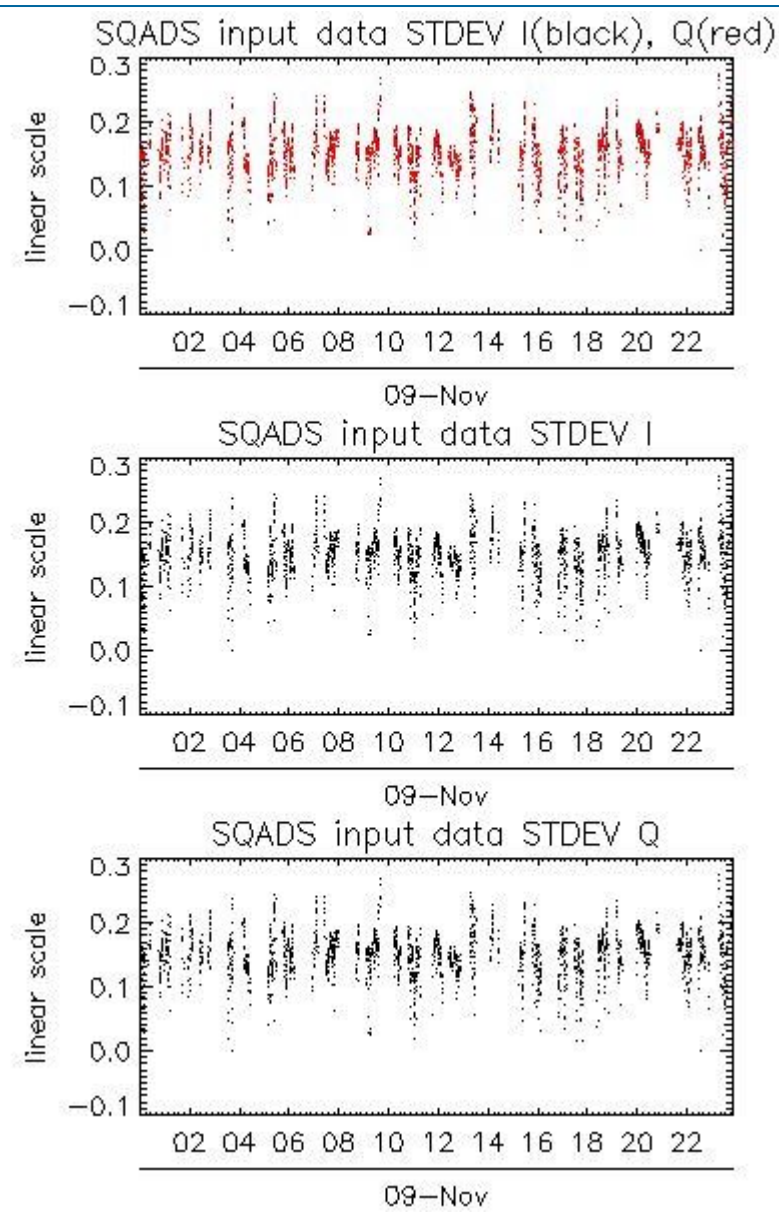 SQADS input data STDEV I(black), Q(red)
0.3
0.2
0.1
0.0
−0.1
linear scale
02 04 06 08 10 12 14 16 18 20 22
09−Nov
SQADS input data STDEV I
0.3
0.2
0.1
0.0
−0.1
linear scale
02 04 06 08 10 12 14 16 18 20 22
09−Nov
SQADS input data STDEV Q
0.3
0.2
0.1
0.0
−0.1
linear scale
02 04 06 08 10 12 14 16 18 20 22
09−Nov